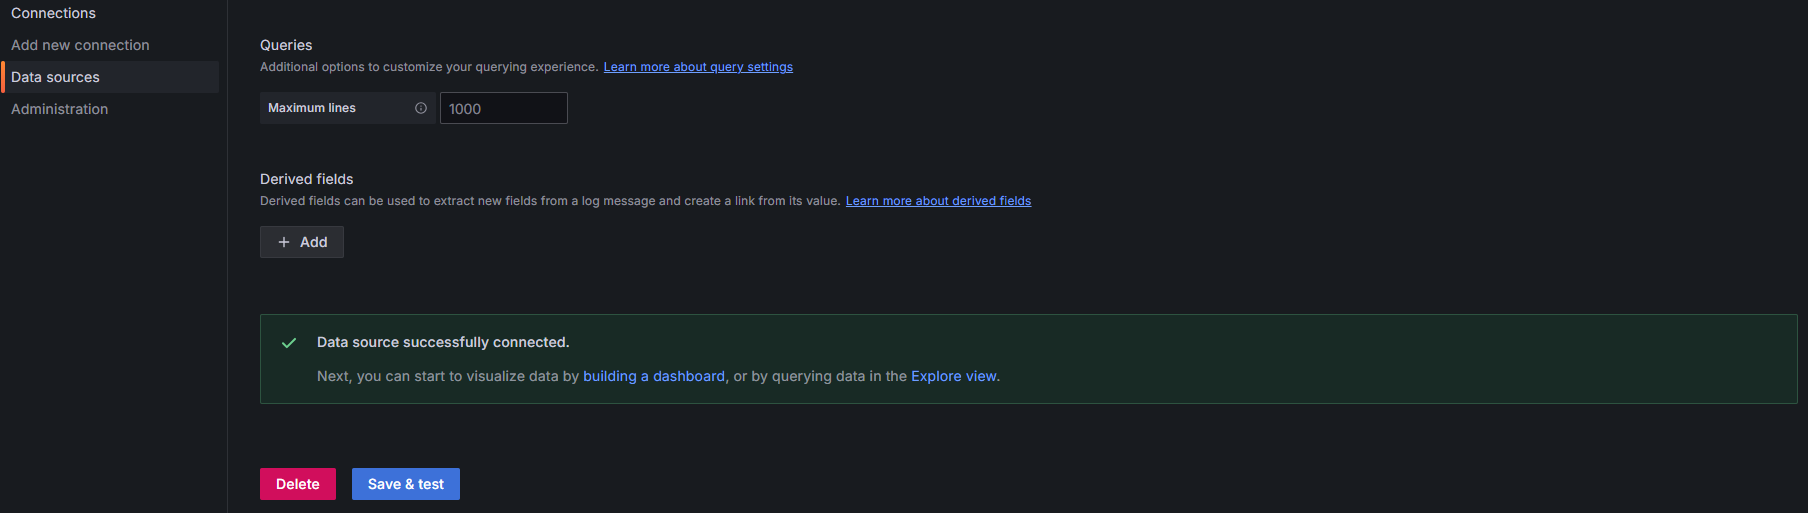 Connections
Add new connection
Data sources
Administration
Queries
Additional options to customize your querying experience. Learn more about query settings
Maximum lines
1000
Derived fields
Derived fields can be used to extract new fields from a log message and create a link from its value. Learn more about derived fields
+ Add
Data source successfully connected.
Next, you can start to visualize data by building a dashboard, or by querying data in the Explore view.
Delete
Save & test